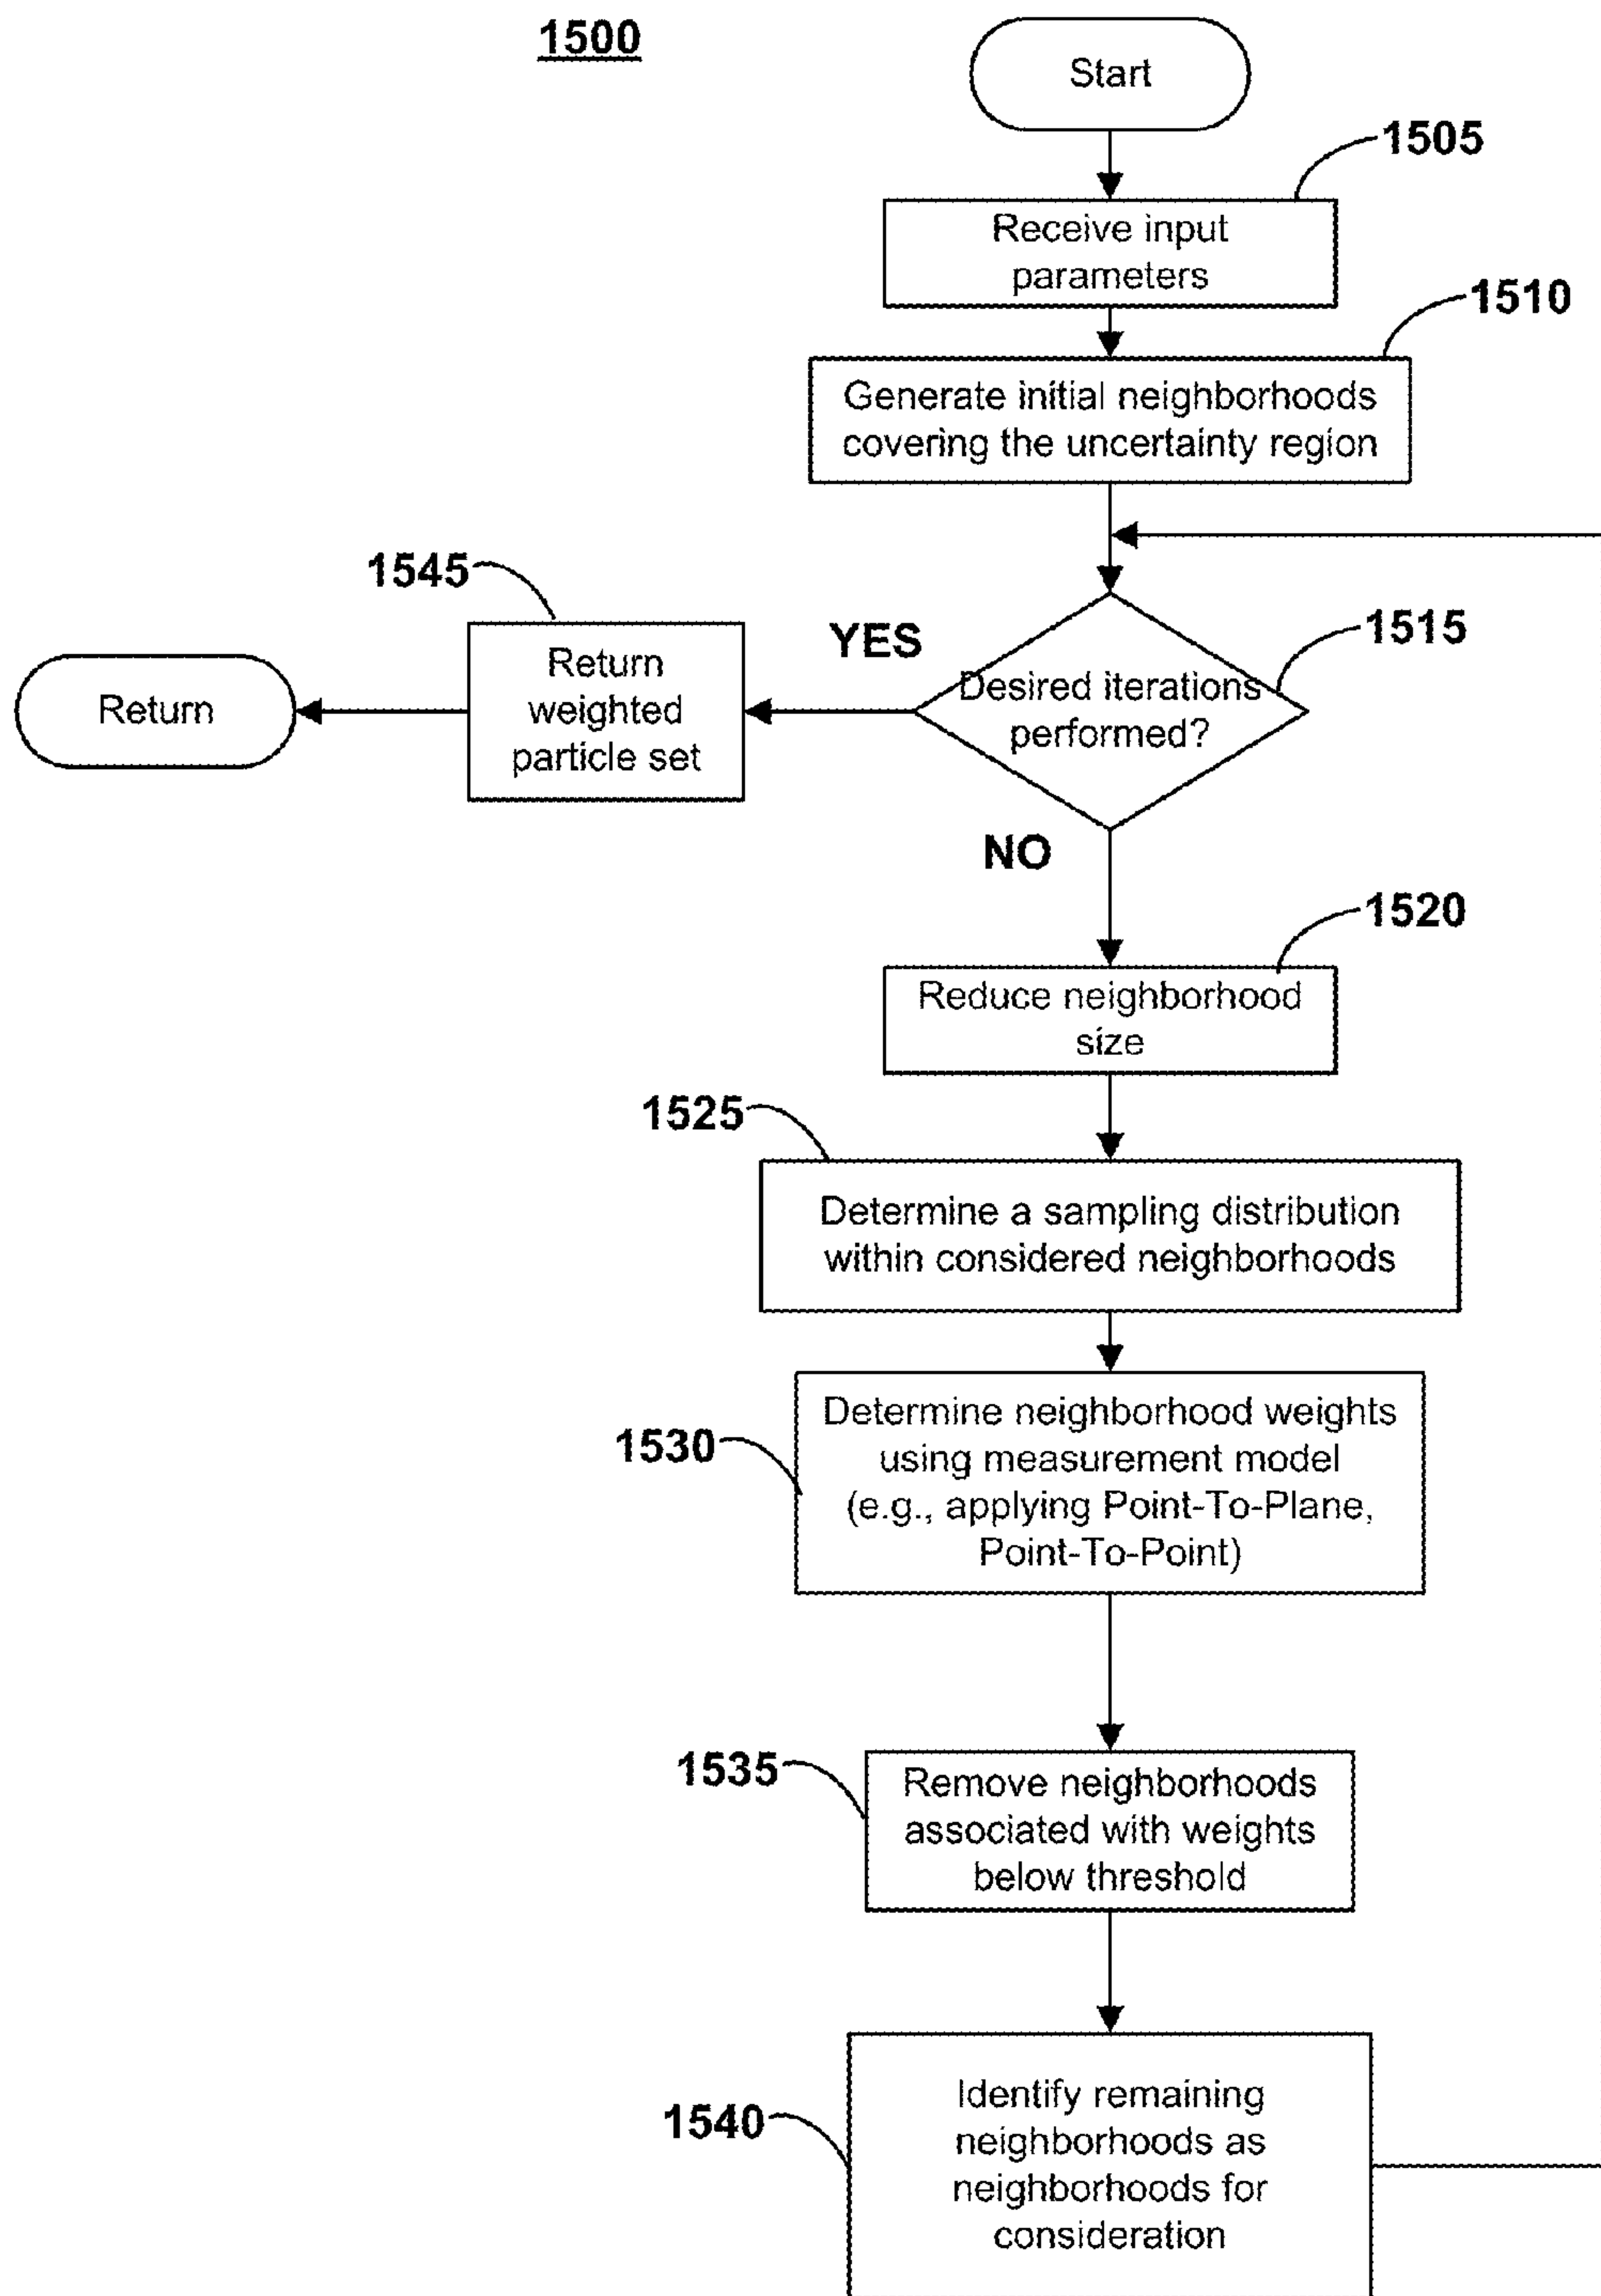 1500
Start
1505
Receive input
parameters
1510
Generate initial neighborhoods
covering the uncertainty region
1545
YES
1515
Return
weighted
particle set
Return
Desired iterations
performed?
NO
1520
Reduce neighborhood
size
1525
Determine a sampling distribution
within considered neighborhoods
1530
Determine neighborhood weights
using measurement model
(e.g., applying Point-To-Plane,
Point-To-Point)
1535
Remove neighborhoods
associated with weights
below threshold
1540
Identify remaining
neighborhoods as
neighborhoods for
consideration